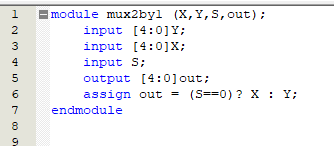 1 module mux2by1 (X,Y,S,out);
2 input [4:0]Y;
3 input [4:0]X;
4 input S;
5 output [4:0]out;
6 assign out = (S==0)? X : Y;
7 endmodule
8
9